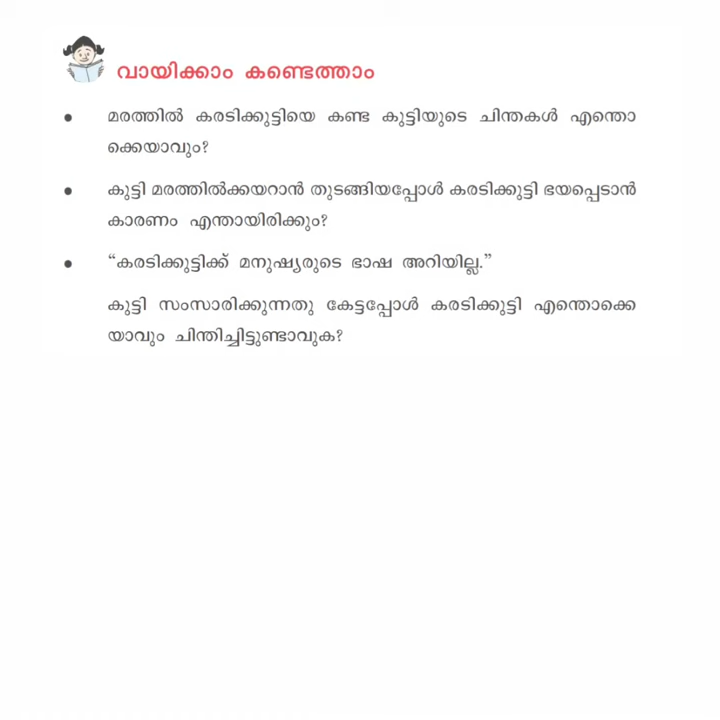 വായിക്കാം കണ്ടെത്താം
• മരത്തിൽ കരടിക്കുട്ടിയെ കണ്ട കുട്ടിയുടെ ചിന്തകൾ എന്തൊ
ക്കെയാവും?
• കുട്ടി മരത്തിൽക്കയറാൻ തുടങ്ങിയപ്പോൾ കരടിക്കുട്ടി ഭയപ്പെടാൻ
കാരണം എന്തായിരിക്കും?
• “കരടിക്കുട്ടിക്ക് മനുഷ്യരുടെ ഭാഷ അറിയില്ല.”
കുട്ടി സംസാരിക്കുന്നതു കേട്ടപ്പോൾ കരടിക്കുട്ടി എന്തൊക്കെ
യാവും ചിന്തിച്ചിട്ടുണ്ടാവുക?